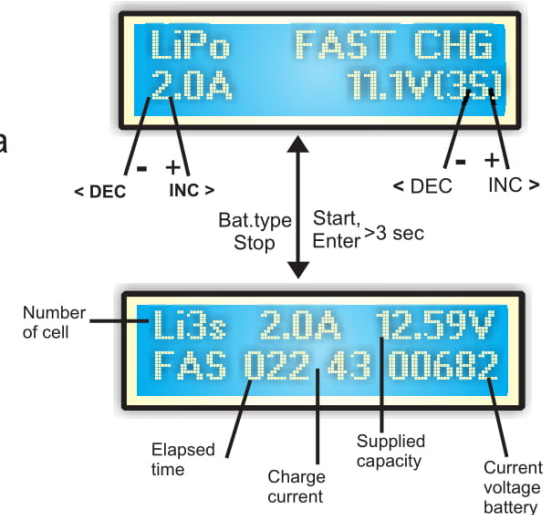 LiPo FAST CHG
2.0A 11.1V(3S)
a
- +
< DEC INC >
- +
< DEC INC >
Bat.type
Stop
Start,
Enter >3 sec
Number
of cell
Li3s 2.0A 12.59V
FAS 022 43 00682
Elapsed
time
Charge
current
Supplied
capacity
Current
voltage
battery